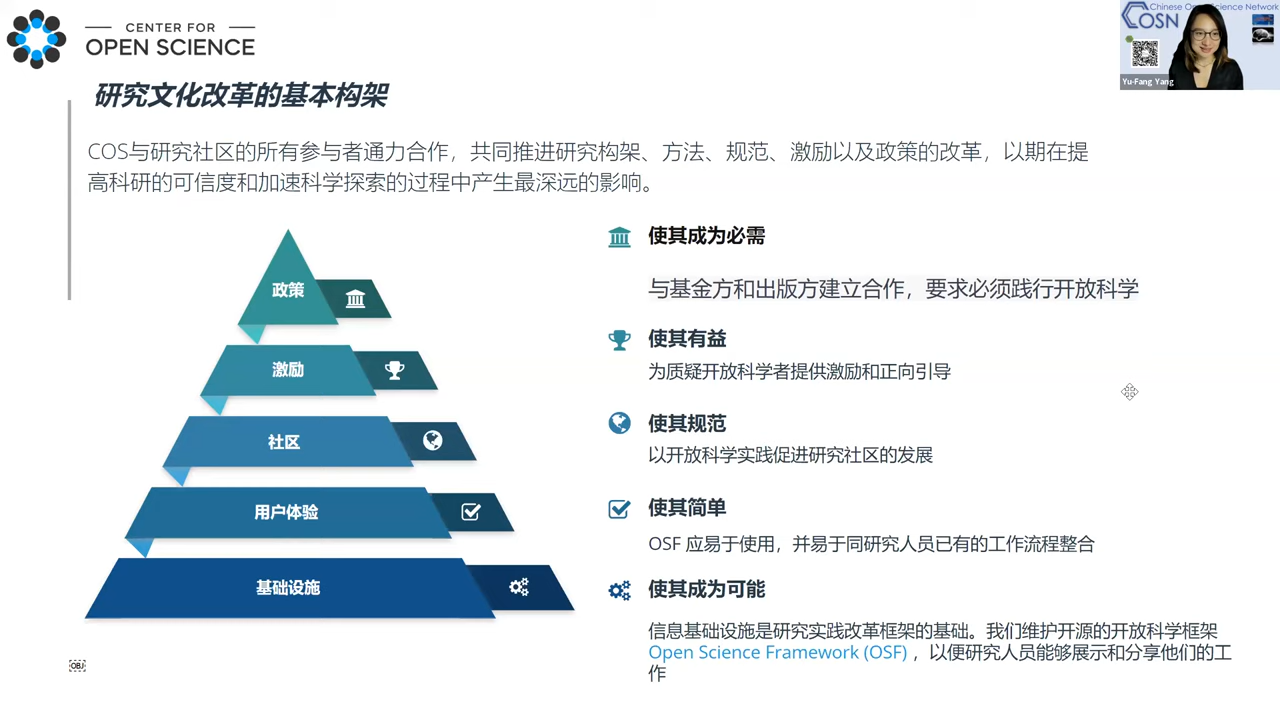 CENTER FOR
OPEN SCIENCE
Chinese Open Science Network
COSN
Yu-Fang Yang
研究文化改革的基本构架
COS与研究社区的所有参与者通力合作，共同推进研究构架、方法、规范、激励以及政策的改革，以期在提
高科研的可信度和加速科学探索的过程中产生最深远的影响。
政策
激励
社区
用户体验
基础设施
使其成为必需
与基金方和出版方建立合作，要求必须践行开放科学
使其有益
为质疑开放科学者提供激励和正向引导
使其规范
以开放科学实践促进研究社区的发展
使其简单
OSF 应易于使用，并易于同研究人员已有的工作流程整合
使其成为可能
信息基础设施是研究实践改革框架的基础。我们维护开源的开放科学框架
Open Science Framework (OSF) ，以便研究人员能够展示和分享他们的工
作
OBJ